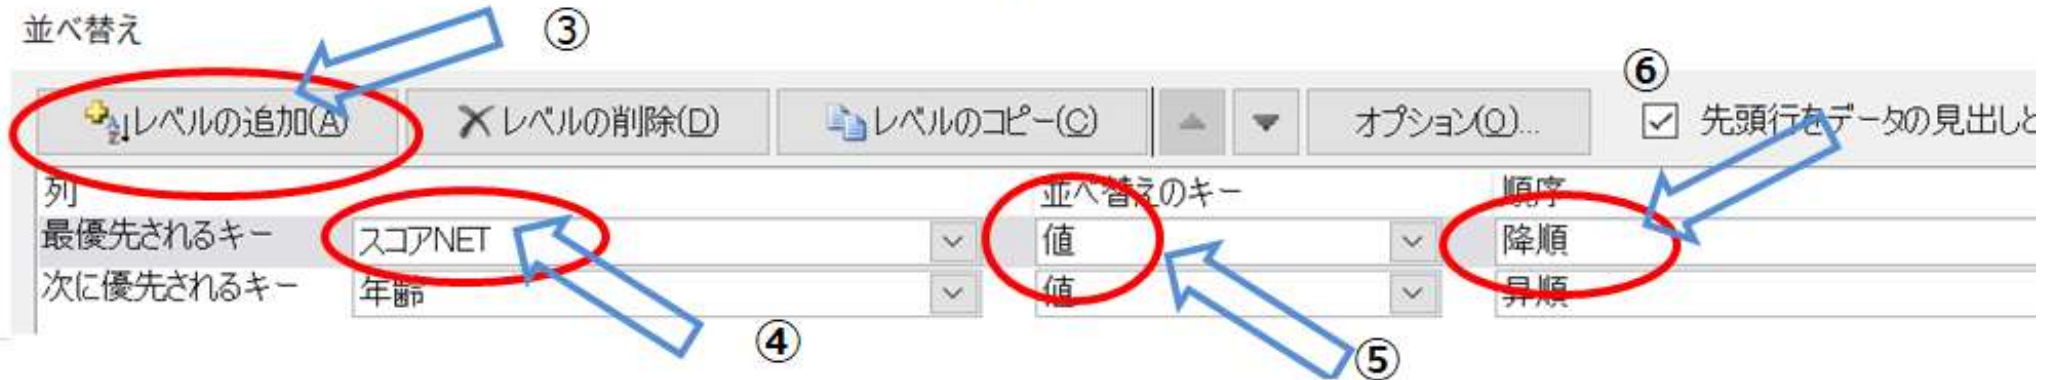 並べ替え ③
⑥
レベルの追加(A) レベルの削除(D) レベルのコピー(C) オプション(O)... 先頭行をデータの見出しと
列 並べ替えのキー 順序
最優先されるキー スコアNET 値 降順
次に優先されるキー 年齢 値 昇順
④ ⑤